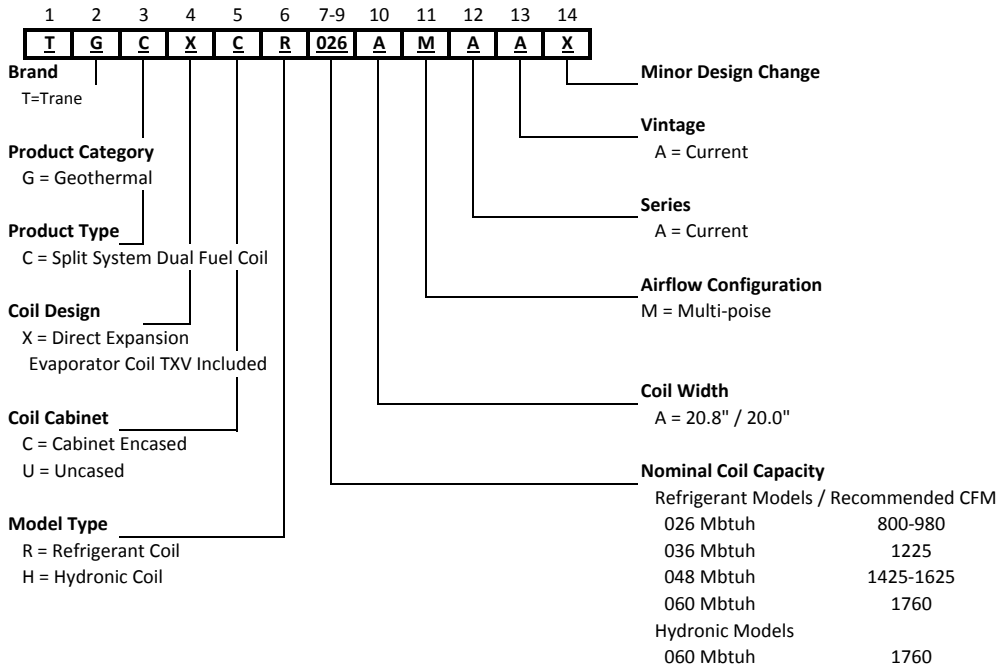 1 2 3 4 5 6 7-9 10 11 12 13 14
T G C X C R 026 A M A A X
Brand
T=Trane
Product Category
G = Geothermal
Product Type
C = Split System Dual Fuel Coil
Coil Design
X = Direct Expansion
Evaporator Coil TXV Included
Coil Cabinet
C = Cabinet Encased
U = Uncased
Model Type
R = Refrigerant Coil
H = Hydronic Coil
Minor Design Change
Vintage
A = Current
Series
A = Current
Airflow Configuration
M = Multi-poise
Coil Width
A = 20.8" / 20.0"
Nominal Coil Capacity
Refrigerant Models / Recommended CFM
026 Mbtuh 800-980
036 Mbtuh 1225
048 Mbtuh 1425-1625
060 Mbtuh 1760
Hydronic Models
060 Mbtuh 1760